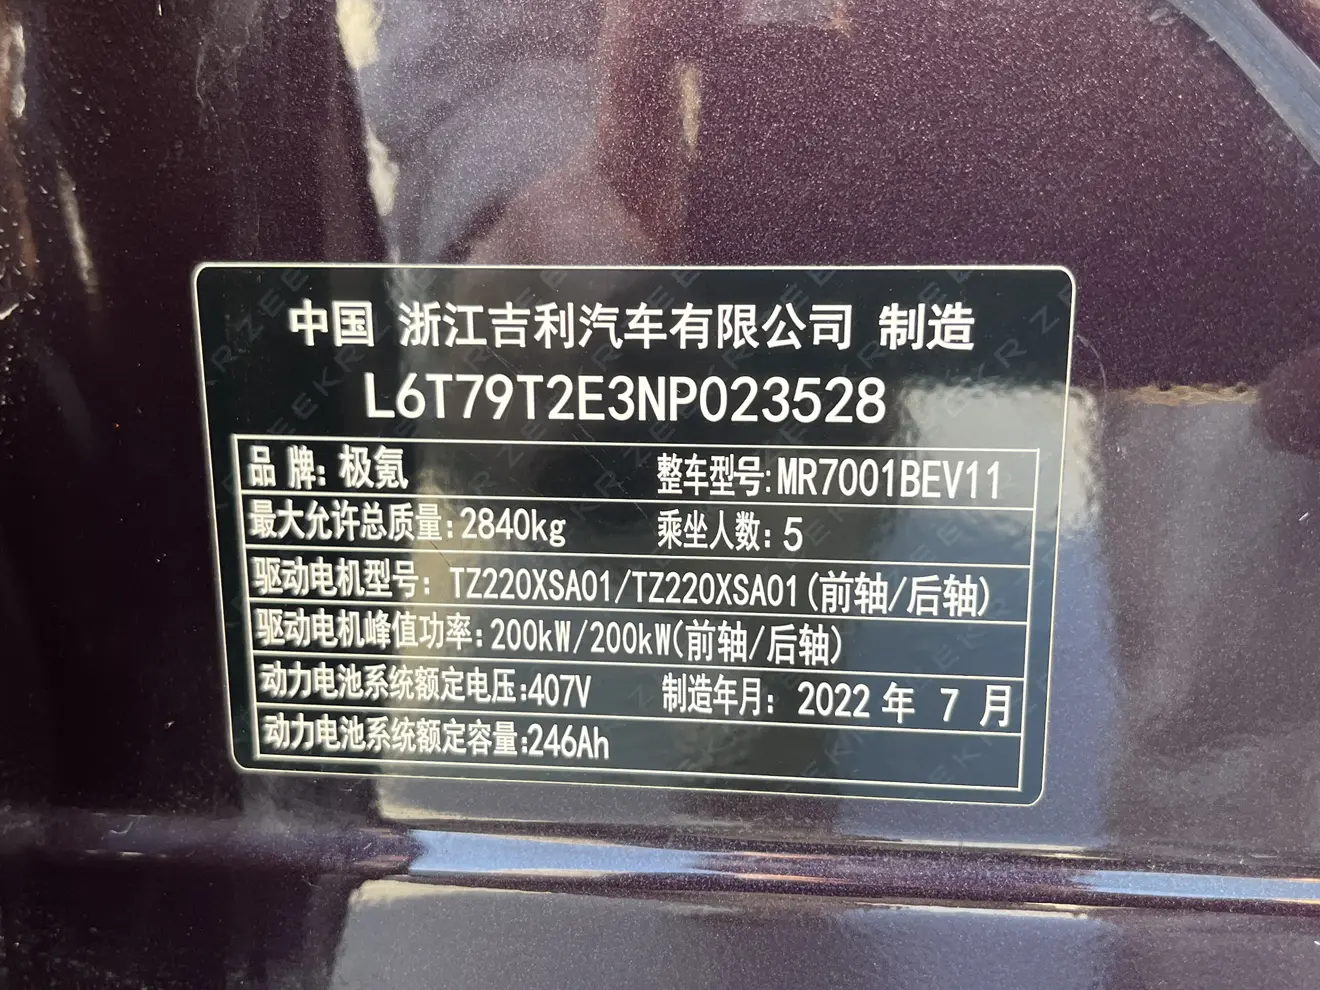 中国 浙江吉利汽车有限公司 制造
L6T79T2E3NP023528
品 牌: 极氪 整车型号:MR7001BEV11
最大允许总质量:2840kg 乘坐人数: 5
驱动电机型号: TZ220XSA01/TZ220XSA01(前轴/后轴)
驱动电机峰值功率:200kW/200kW(前轴/后轴)
动力电池系统额定电压:407V 制造年月: 2022 年 7 月
动力电池系统额定容量:246Ah